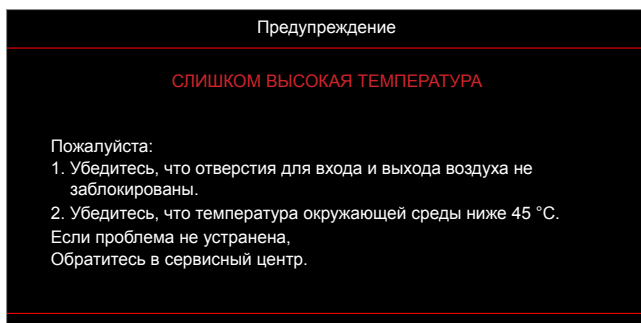 Предупреждение
СЛИШКОМ ВЫСОКАЯ ТЕМПЕРАТУРА
Пожалуйста:
1. Убедитесь, что отверстия для входа и выхода воздуха не
заблокированы.
2. Убедитесь, что температура окружающей среды ниже 45 °C.
Если проблема не устранена,
Обратитесь в сервисный центр.